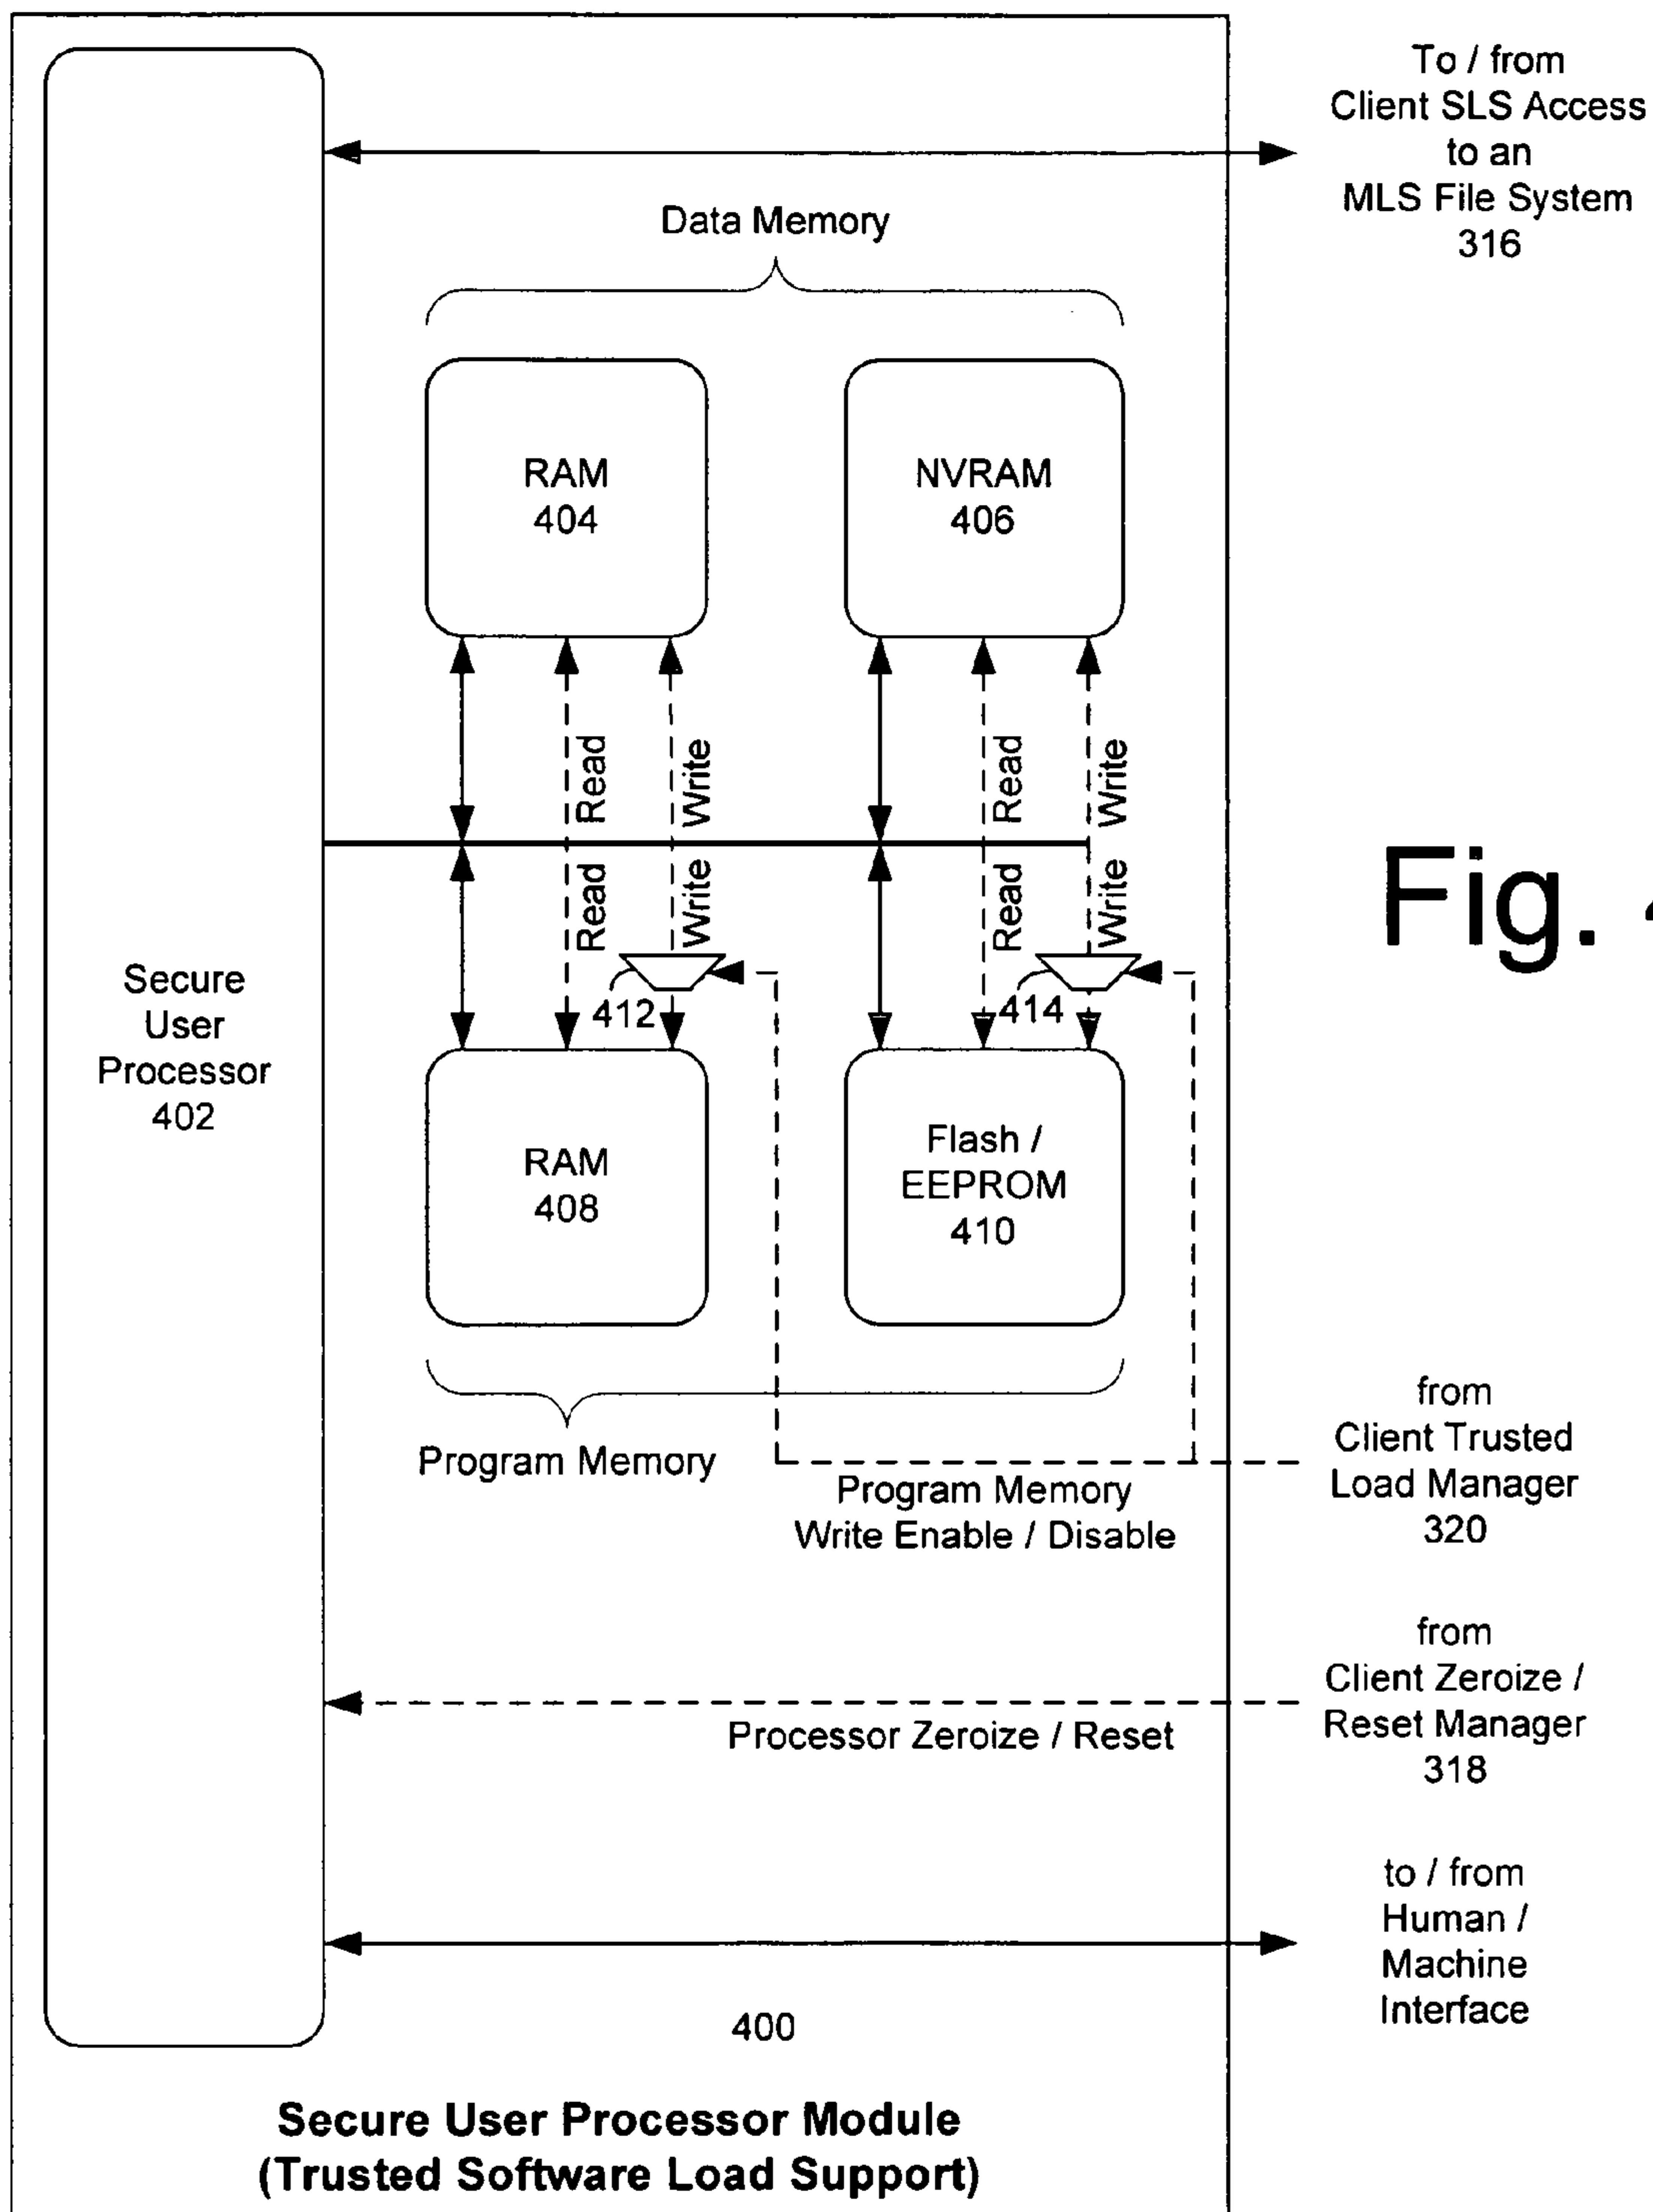 To / from
Client SLS Access
to an
MLS File System
316
Data Memory
RAM
404
NVRAM
406
Read
Write
Read
Write
Read
Write
Read
Write
Fig. 4
412
414
Secure
User
Processor
402
RAM
408
Flash /
EEPROM
410
Program Memory
Program Memory
Write Enable / Disable
from
Client Trusted
Load Manager
320
from
Client Zeroize /
Reset Manager
318
Processor Zeroize / Reset
to / from
Human /
Machine
Interface
400
Secure User Processor Module
(Trusted Software Load Support)